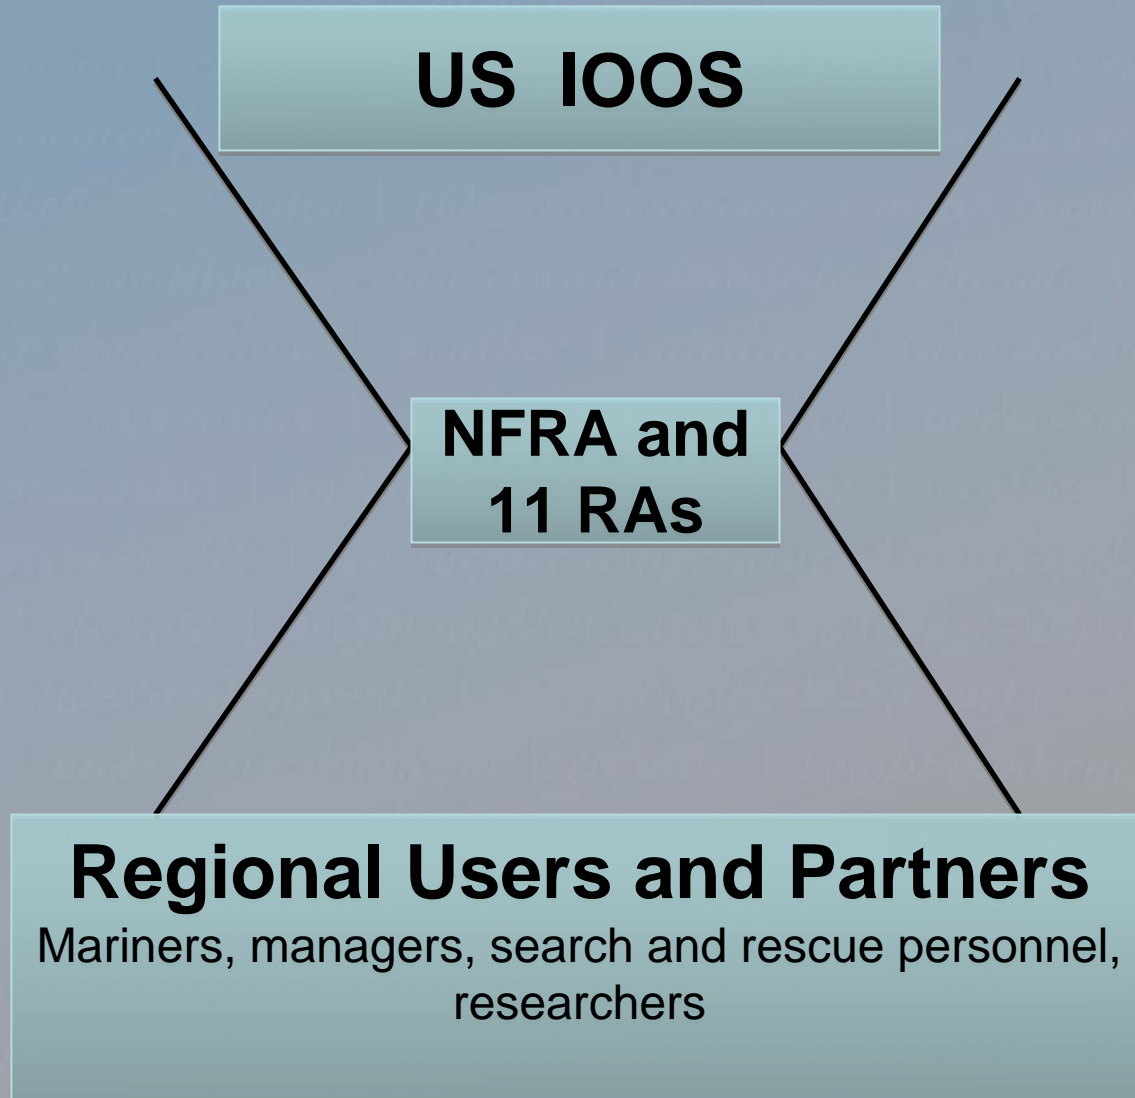 US IOOS
NFRA and
11 RAs
Regional Users and Partners
Mariners, managers, search and rescue personnel,
researchers